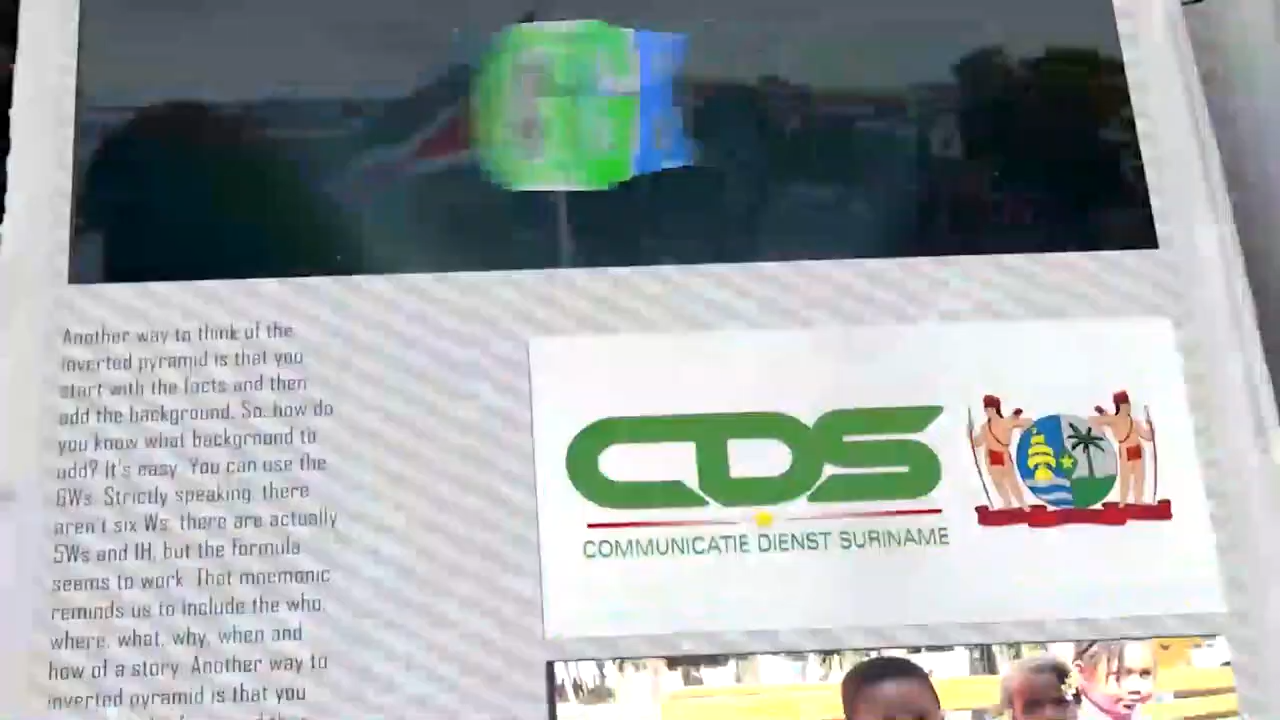 Another way to think of the
inverted pyramid is that you
start with the facts and then
add the background. So, how do
you know what background to
add? It's easy. You can use the
6Ws. Strictly speaking, there
aren't six Ws, there are actually
5Ws and 1H, but the formula
seems to work. That mnemonic
reminds us to include the who,
where, what, why, when and
how of a story. Another way to
inverted pyramid is that you
CDS
COMMUNICATIE DIENST SURINAME